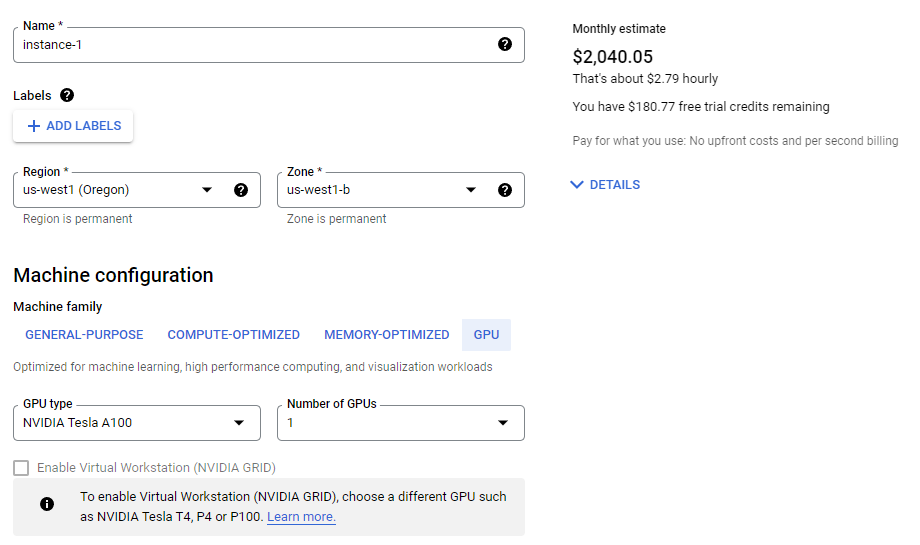 Name *
instance-1
Labels
ADD LABELS
Region *
us-west1 (Oregon)
Region is permanent
Zone *
us-west1-b
Zone is permanent
Machine configuration
Machine family
GENERAL-PURPOSE COMPUTE-OPTIMIZED MEMORY-OPTIMIZED GPU
Optimized for machine learning, high performance computing, and visualization workloads
GPU type
NVIDIA Tesla A100
Number of GPUs
1
Enable Virtual Workstation (NVIDIA GRID)
To enable Virtual Workstation (NVIDIA GRID), choose a different GPU such
as NVIDIA Tesla T4, P4 or P100. Learn more.
Monthly estimate
$2,040.05
That's about $2.79 hourly
You have $180.77 free trial credits remaining
Pay for what you use: No upfront costs and per second billing
DETAILS